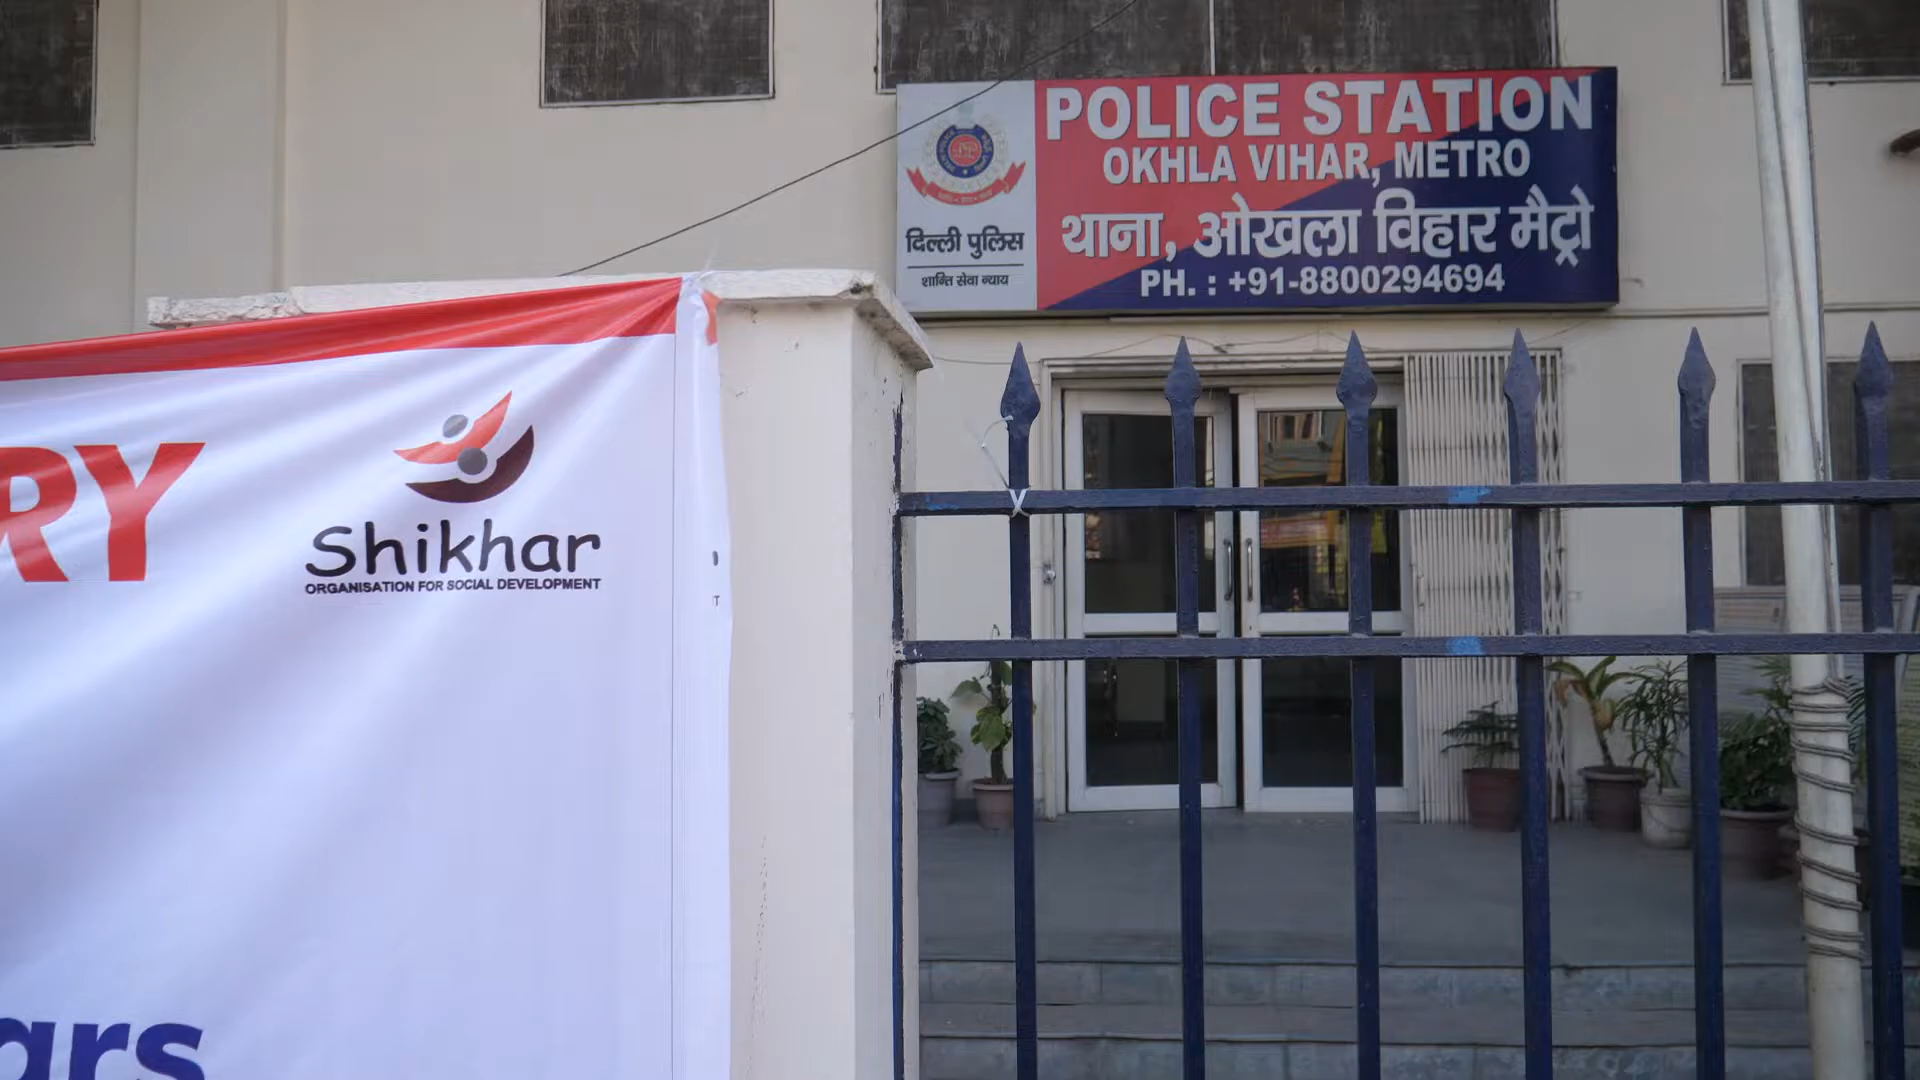 POLICE STATION
OKHLA VIHAR, METRO
थाना, ओखला विहार मैट्रो
PH. : +91-8800294694
दिल्ली पुलिस
शान्ति सेवा न्याय
RY
Shikhar
ORGANISATION FOR SOCIAL DEVELOPMENT
ars